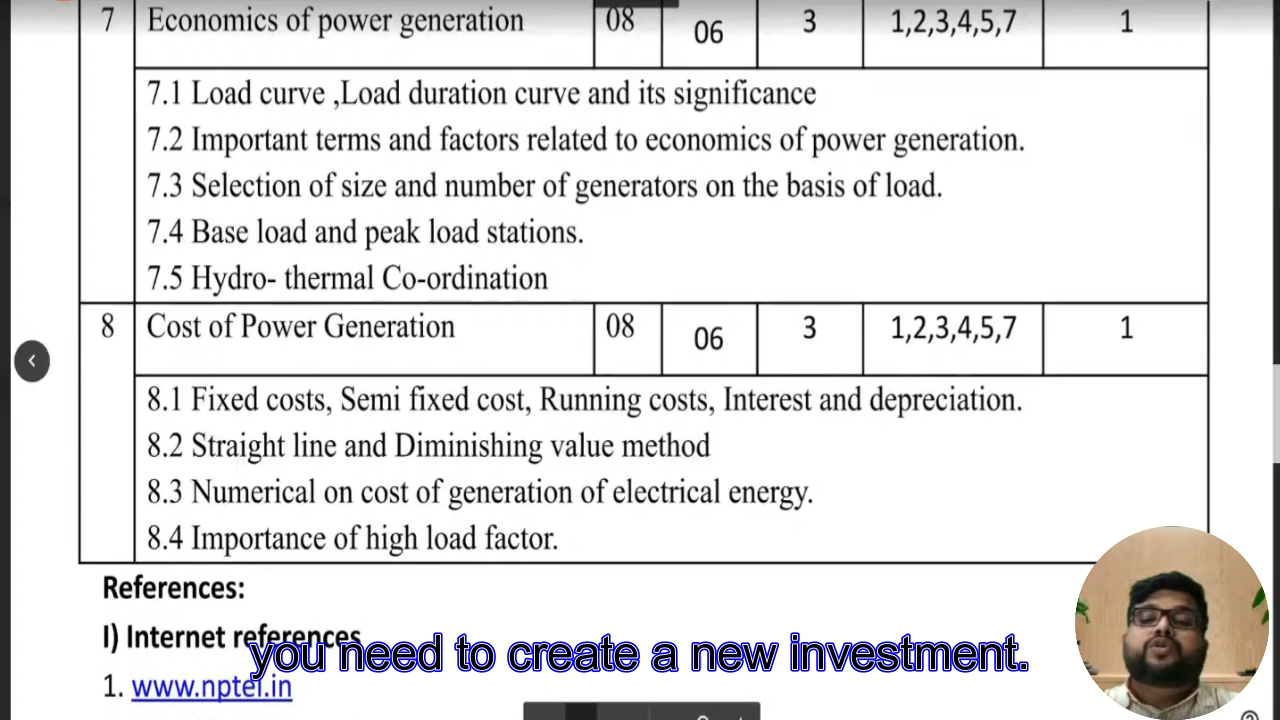 7 Economics of power generation 08 06 3 1,2,3,4,5,7 1
7.1 Load curve ,Load duration curve and its significance
7.2 Important terms and factors related to economics of power generation.
7.3 Selection of size and number of generators on the basis of load.
7.4 Base load and peak load stations.
7.5 Hydro- thermal Co-ordination
8 Cost of Power Generation 08 06 3 1,2,3,4,5,7 1
8.1 Fixed costs, Semi fixed cost, Running costs, Interest and depreciation.
8.2 Straight line and Diminishing value method
8.3 Numerical on cost of generation of electrical energy.
8.4 Importance of high load factor.
References:
I) Internet references
you need to create a new investment.
1. www.nptel.in